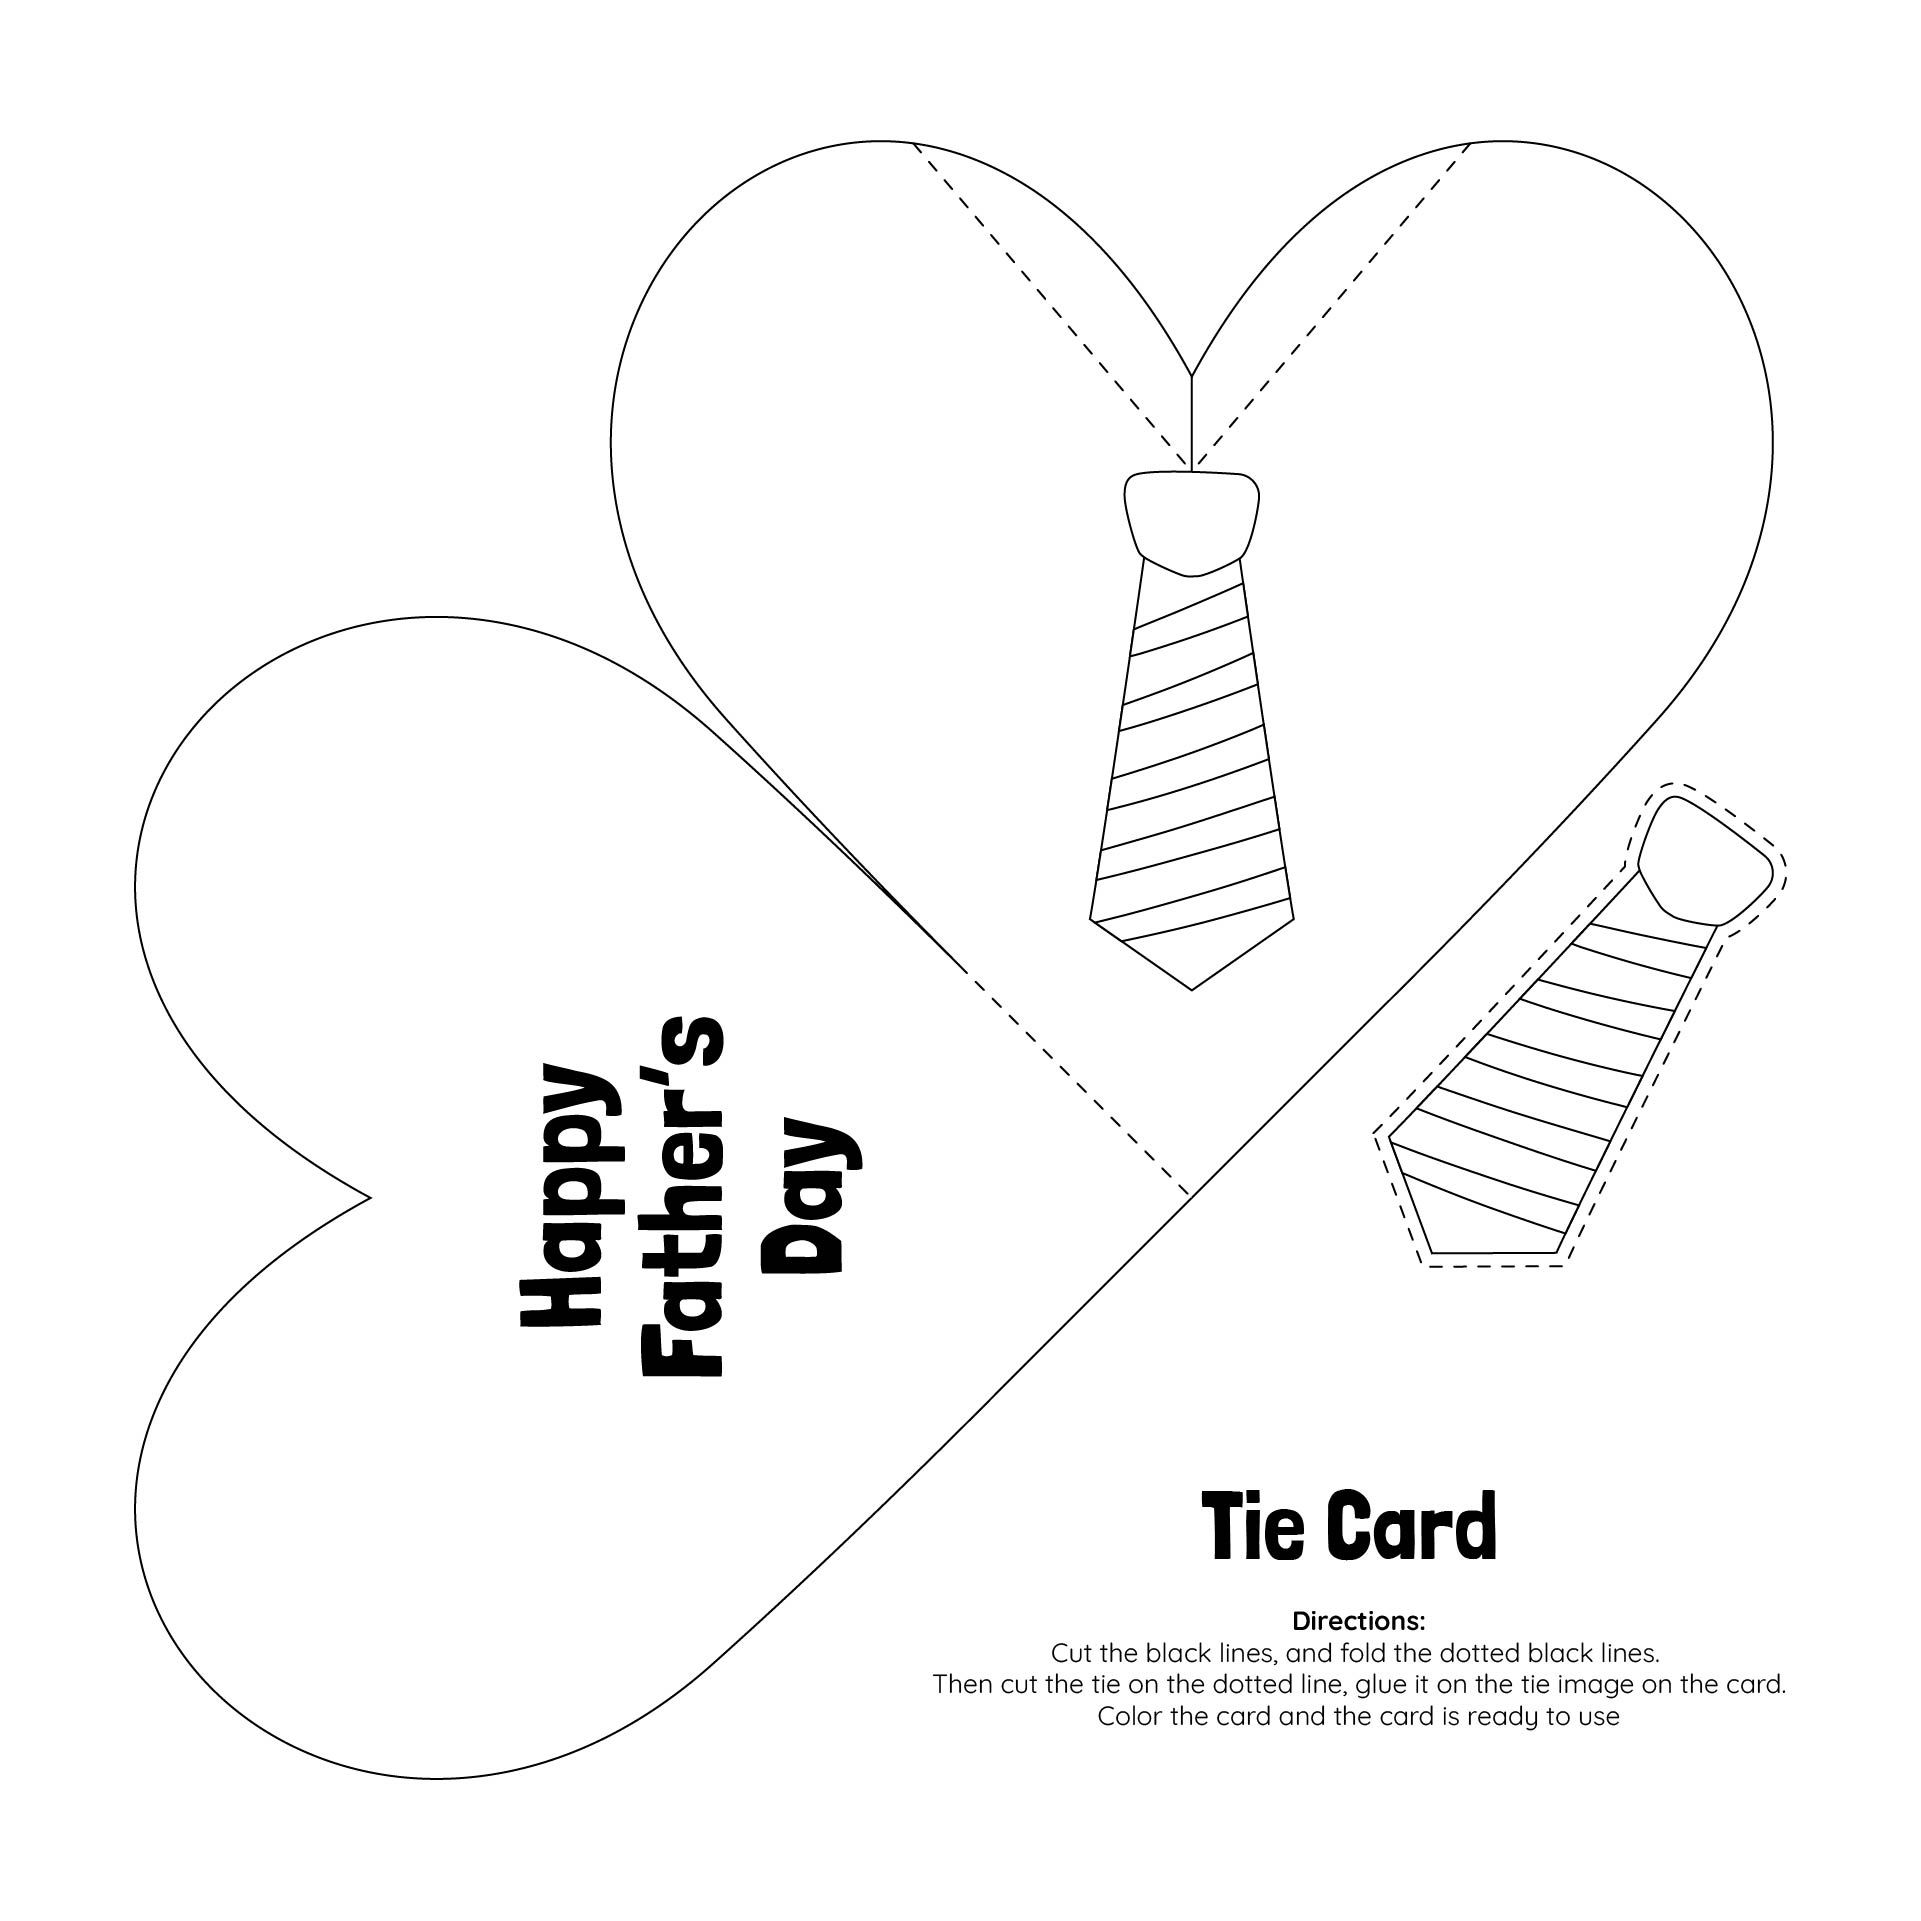 Happy
Father's
Day
Tie Card
Directions:
Cut the black lines, and fold the dotted black lines.
Then cut the tie on the dotted line, glue it on the tie image on the card.
Color the card and the card is ready to use